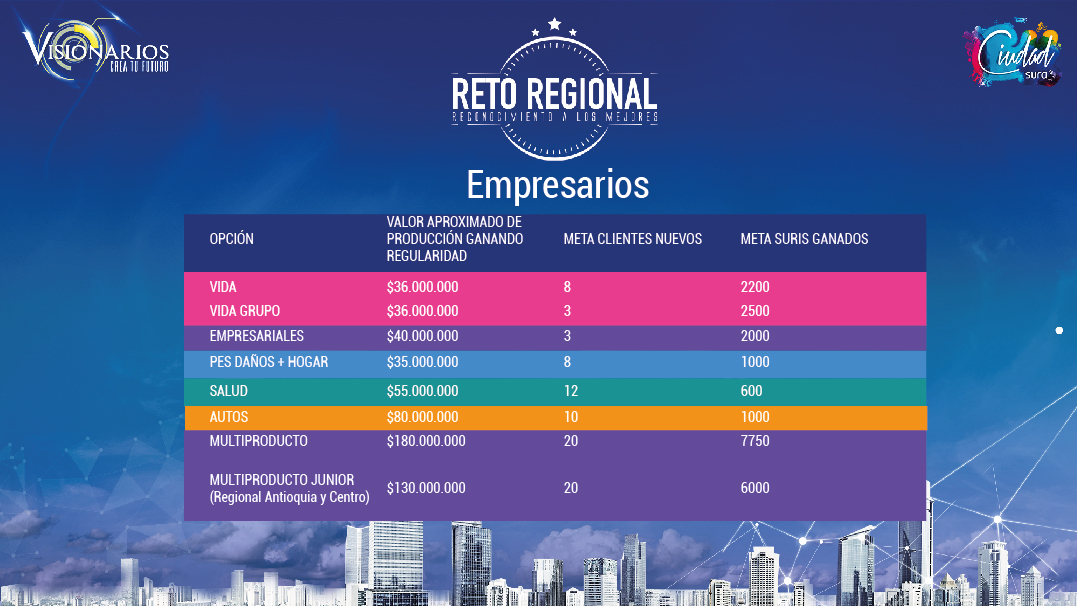 VISIONARIOS
CREA TU FUTURO
Ciudad
sura
RETO REGIONAL
RECONOCIMIENTO A LOS MEJORES
Empresarios
OPCIÓN
VALOR APROXIMADO DE
PRODUCCIÓN GANANDO
REGULARIDAD
META CLIENTES NUEVOS
META SURIS GANADOS
VIDA $36.000.000 8 2200
VIDA GRUPO $36.000.000 3 2500
EMPRESARIALES $40.000.000 3 2000
PES DAÑOS + HOGAR $35.000.000 8 1000
SALUD $55.000.000 12 600
AUTOS $80.000.000 10 1000
MULTIPRODUCTO $180.000.000 20 7750
MULTIPRODUCTO JUNIOR
(Regional Antioquia y Centro) $130.000.000 20 6000